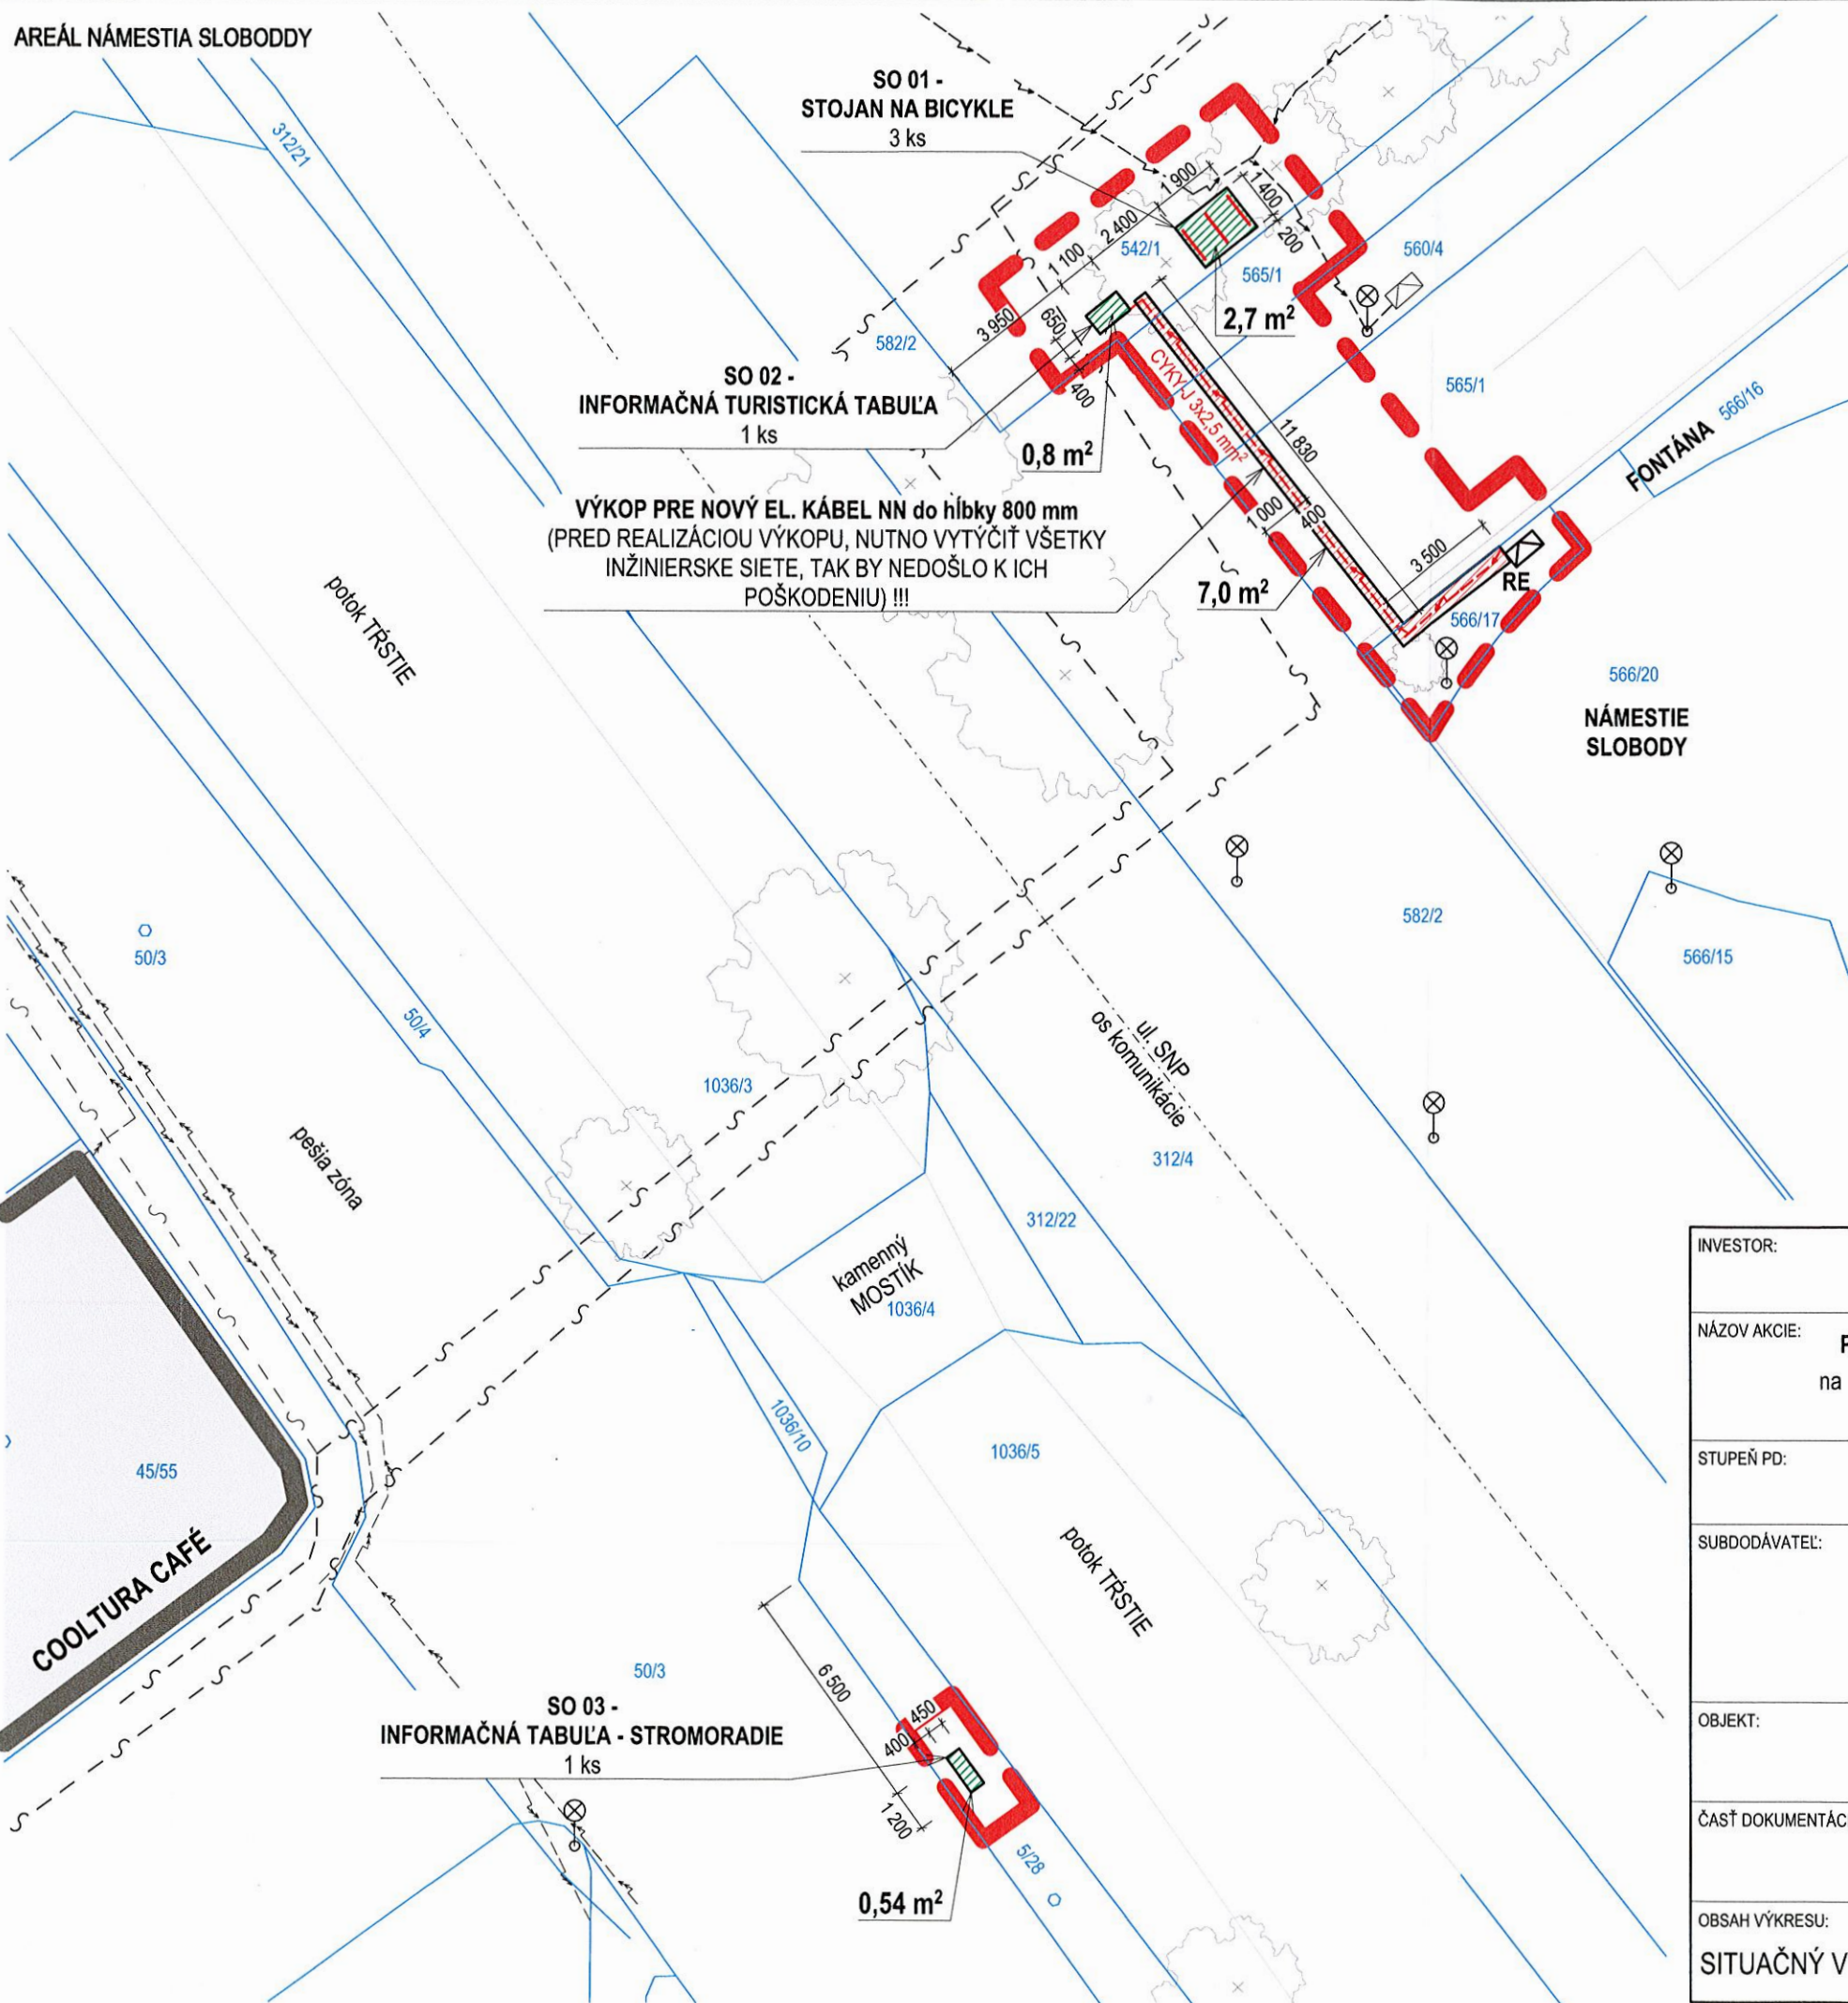 AREÁL NÁMESTIA SLOBODDY
312/21
SO 01 -
STOJAN NA BICYKLE
3 ks
1 900
1 400
200
2 400
1 100
3 950
650
400
542/1
565/1
560/4
2,7 m²
582/2
SO 02 -
INFORMAČNÁ TURISTICKÁ TABUĽA
1 ks
0,8 m²
CYKY-J 3x2,5 mm²
11 830
565/1
566/16
FONTÁNA
VÝKOP PRE NOVÝ EL. KÁBEL NN do hĺbky 800 mm
(PRED REALIZÁCIOU VÝKOPU, NUTNO VYTÝČIŤ VŠETKY
INŽINIERSKE SIETE, TAK BY NEDOŠLO K ICH
POŠKODENIU) !!!
1 000
400
3 500
7,0 m²
RE
566/17
566/20
NÁMESTIE
SLOBODY
potok TŔSTIE
50/3
50/4
582/2
566/15
1036/3
ul. SNP
os komunikácie
312/4
pešia zóna
312/22
kamenný
MOSTÍK
1036/4
1036/10
1036/5
45/55
COOLTURA CAFÉ
potok TŔSTIE
50/3
6 500
450
400
1 200
SO 03 -
INFORMAČNÁ TABUĽA - STROMORADIE
1 ks
0,54 m²
5/28
INVESTOR:
NÁZOV AKCIE:
na
STUPEŇ PD:
SUBDODÁVATEĽ:
OBJEKT:
ČASŤ DOKUMENTÁC
OBSAH VÝKRESU:
SITUAČNÝ V